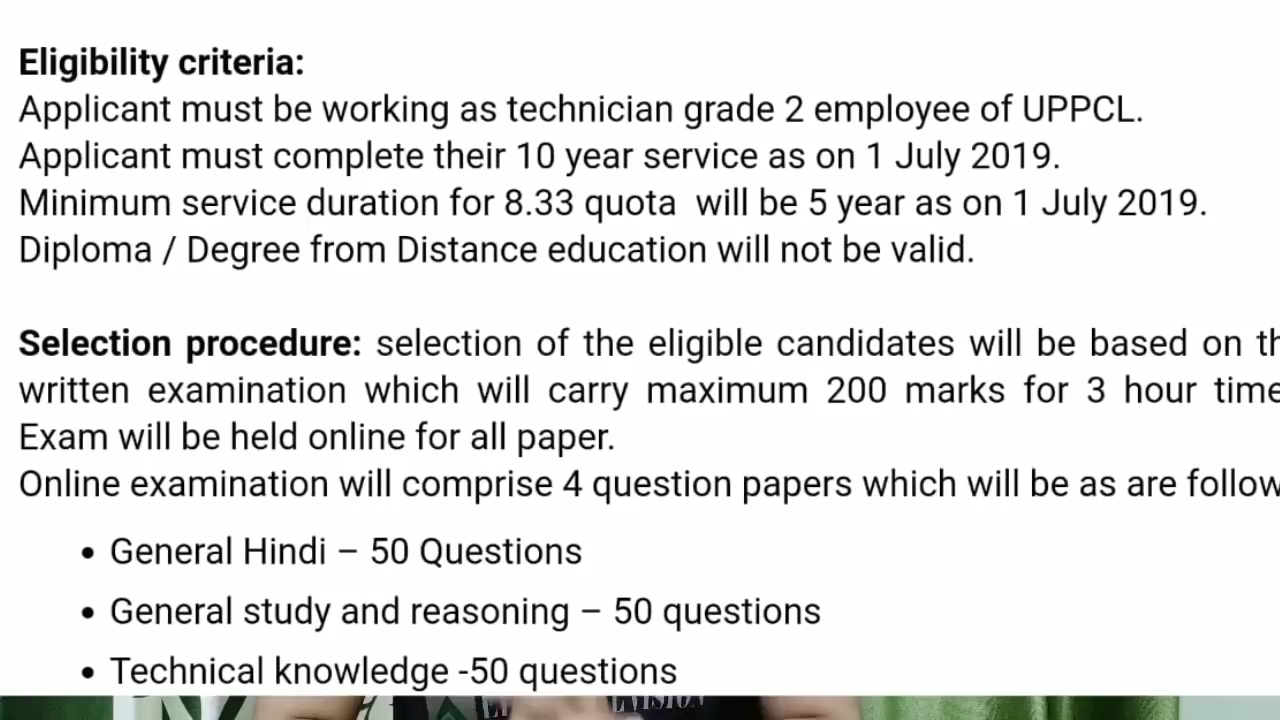 Eligibility criteria:
Applicant must be working as technician grade 2 employee of UPPCL.
Applicant must complete their 10 year service as on 1 July 2019.
Minimum service duration for 8.33 quota will be 5 year as on 1 July 2019.
Diploma / Degree from Distance education will not be valid.
Selection procedure: selection of the eligible candidates will be based on th
written examination which will carry maximum 200 marks for 3 hour time
Exam will be held online for all paper.
Online examination will comprise 4 question papers which will be as are follow
• General Hindi – 50 Questions
• General study and reasoning – 50 questions
• Technical knowledge -50 questions